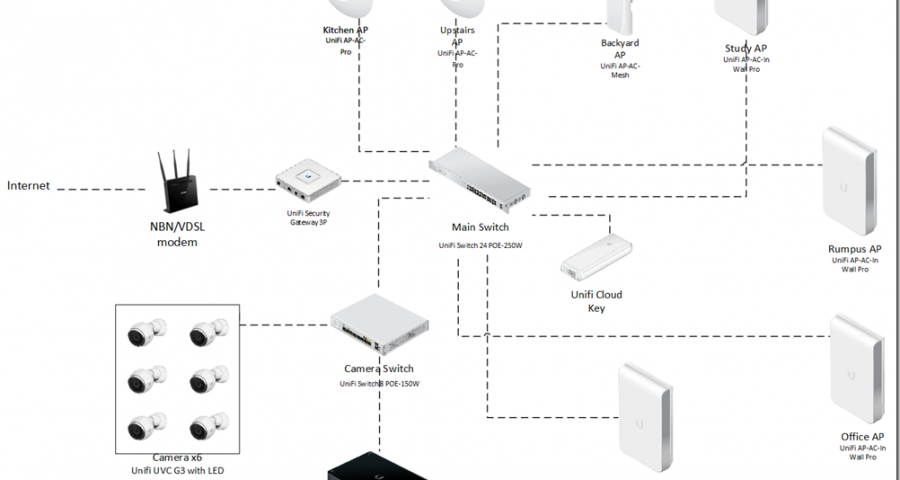 Kitchen AP
UniFi AP-AC-
Pro
Upstairs
AP
UniFi AP-AC-
Pro
Backyard
AP
UniFi AP-AC-
Mesh
Study AP
UniFi AP-AC-In
Wall Pro
Internet
NBN/VDSL
modem
UniFi Security
Gateway 3P
Main Switch
UniFi Switch 24 POE-250W
Rumpus AP
UniFi AP-AC-In
Wall Pro
Unifi Cloud
Key
Camera Switch
UniFi Switch 8 POE-150W
Office AP
UniFi AP-AC-In
Wall Pro
Camera x6
Unifi UVC G3 with LED